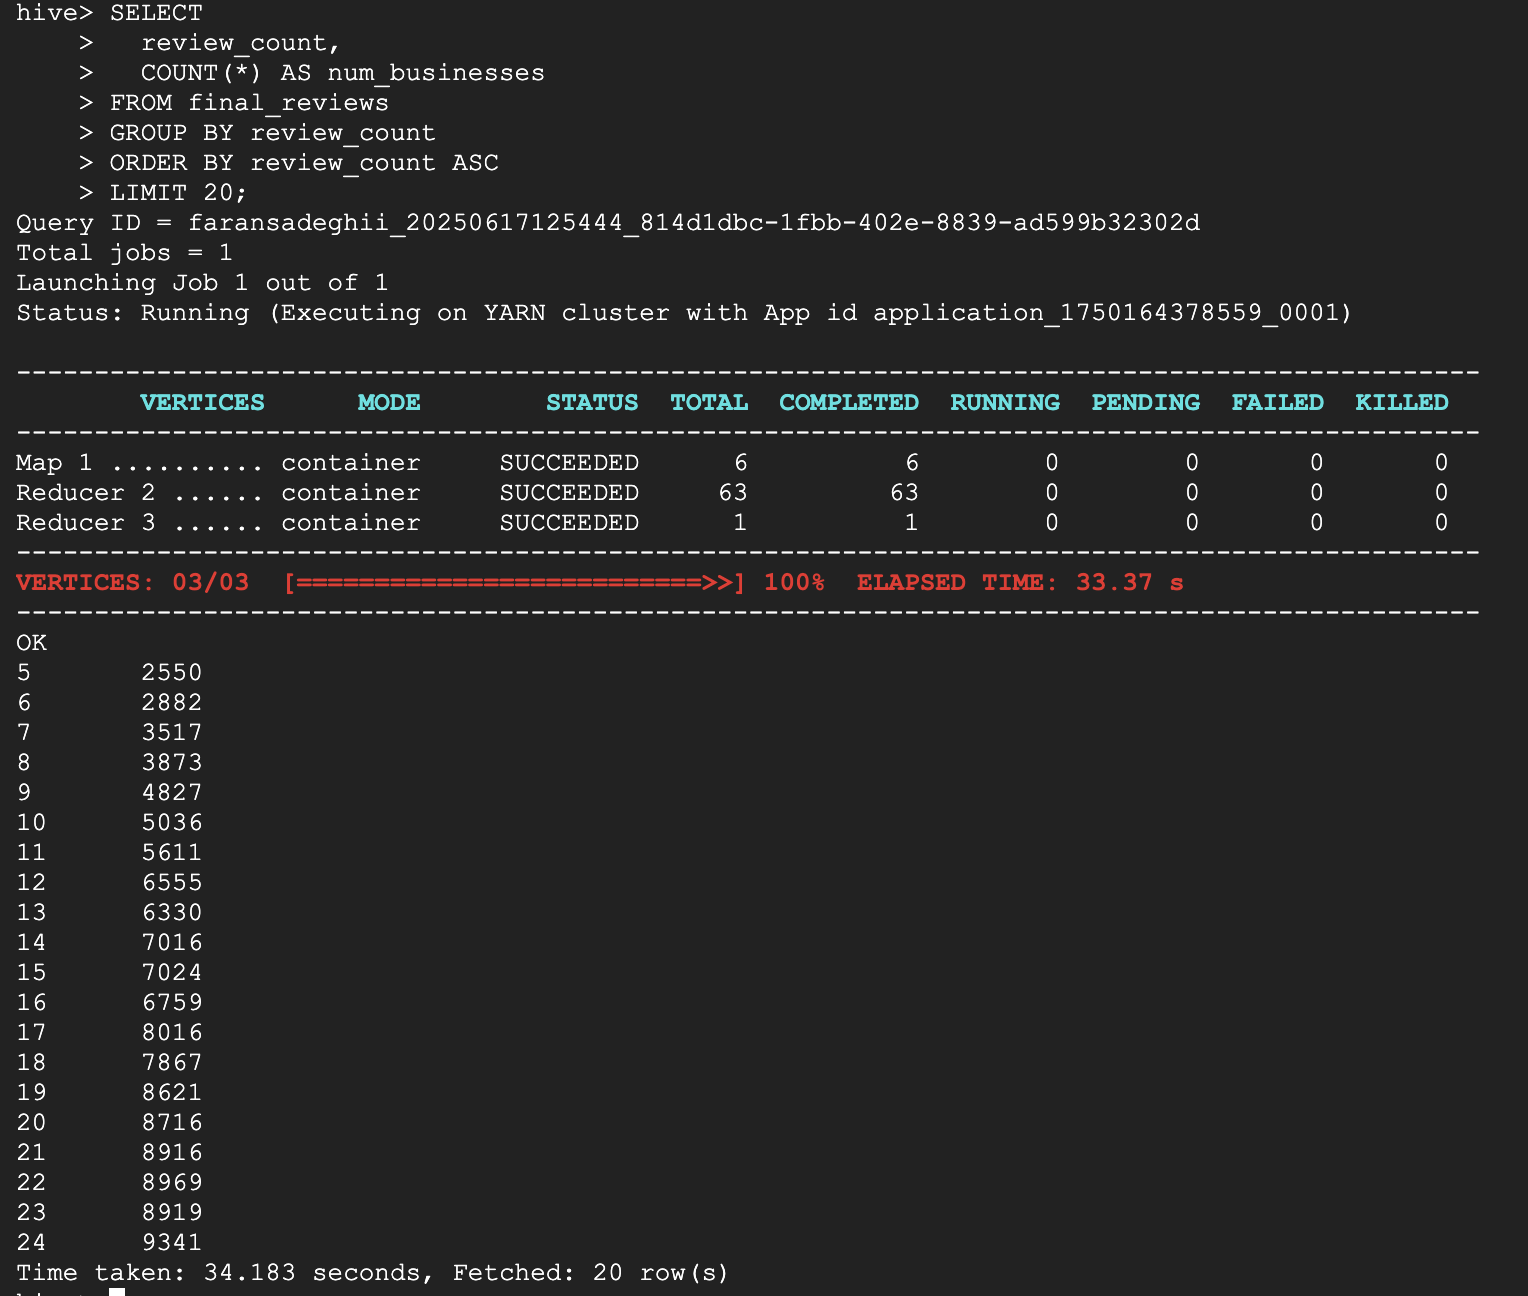 hive> SELECT
    >   review_count,
    >   COUNT(*) AS num_businesses
    > FROM final_reviews
    > GROUP BY review_count
    > ORDER BY review_count ASC
    > LIMIT 20;
Query ID = faransadeghii_20250617125444_814d1dbc-1fbb-402e-8839-ad599b32302d
Total jobs = 1
Launching Job 1 out of 1
Status: Running (Executing on YARN cluster with App id application_1750164378559_0001)
----------------------------------------------------------------------------------------------
        VERTICES      MODE        STATUS  TOTAL  COMPLETED  RUNNING  PENDING  FAILED  KILLED
----------------------------------------------------------------------------------------------
Map 1 .......... container     SUCCEEDED      6          6        0        0       0       0
Reducer 2 ...... container     SUCCEEDED     63         63        0        0       0       0
Reducer 3 ...... container     SUCCEEDED      1          1        0        0       0       0
----------------------------------------------------------------------------------------------
VERTICES: 03/03  [==========================>>] 100%  ELAPSED TIME: 33.37 s
----------------------------------------------------------------------------------------------
OK
5       2550
6       2882
7       3517
8       3873
9       4827
10      5036
11      5611
12      6555
13      6330
14      7016
15      7024
16      6759
17      8016
18      7867
19      8621
20      8716
21      8916
22      8969
23      8919
24      9341
Time taken: 34.183 seconds, Fetched: 20 row(s)